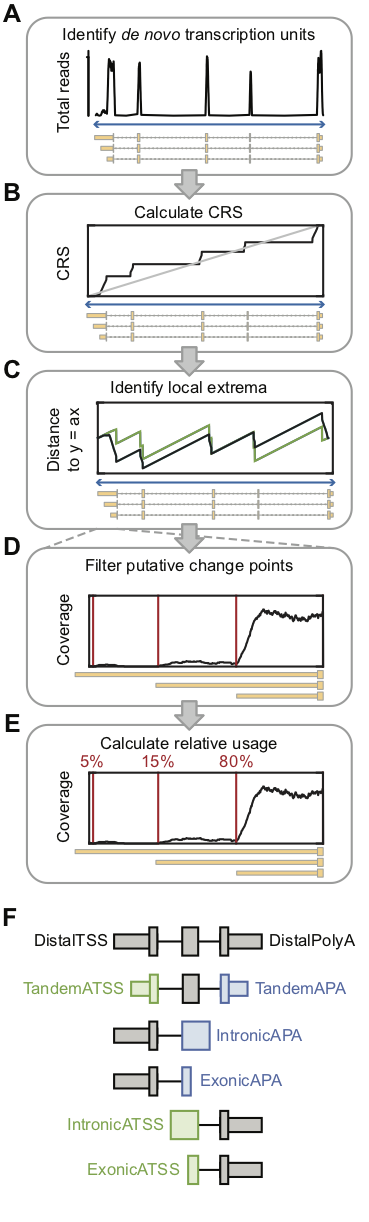 A
Identify de novo transcription units
Total reads
B
Calculate CRS
CRS
C
Identify local extrema
Distance
to y = ax
D
Filter putative change points
Coverage
E
Calculate relative usage
5% 15% 80%
Coverage
F
DistalTSS DistalPolyA
TandemATSS TandemAPA
IntronicAPA
ExonicAPA
IntronicATSS
ExonicATSS